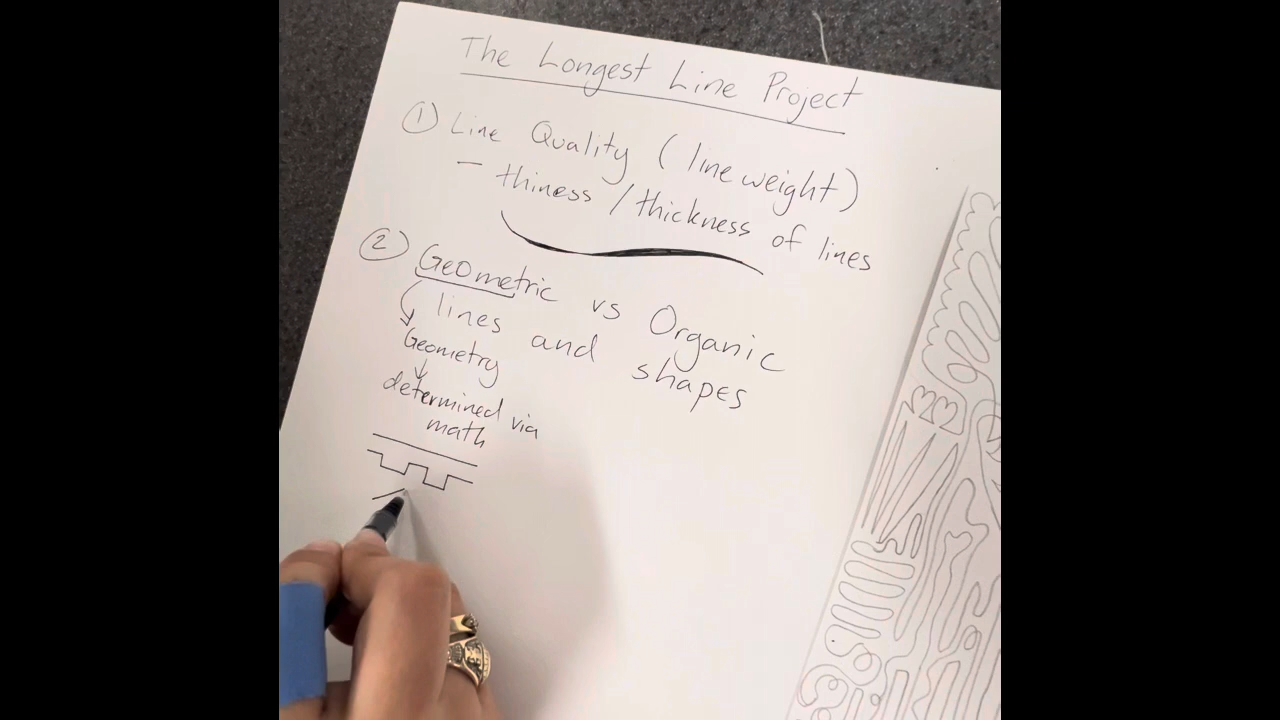 The Longest Line Project
① Line Quality (line weight)
- thiness / thickness of lines
② Geometric vs Organic
lines and shapes
Geometry
determined via
math